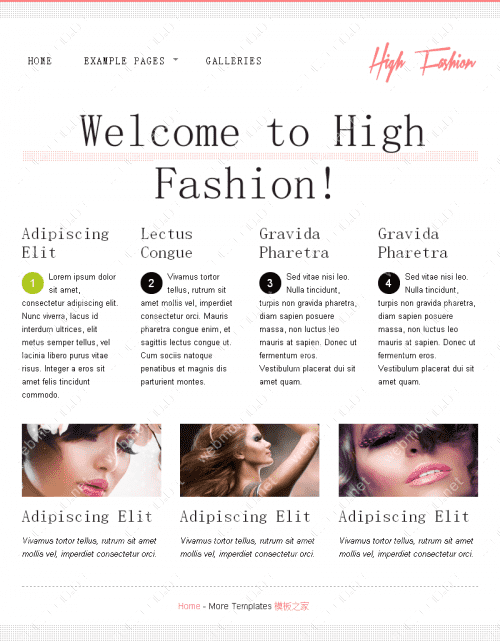 HOME EXAMPLE PAGES GALLERIES
High Fashion
Welcome to High
Fashion!
Adipiscing
Elit
1 Lorem ipsum dolor
sit amet,
consectetur adipiscing elit.
Nunc viverra, lacus id
interdum ultrices, elit
metus semper tellus, vel
lacinia libero purus vitae
risus. Integer a eros sit
amet felis tincidunt
commodo.
Lectus
Congue
2 Vivamus tortor
tellus, rutrum sit
amet mollis vel, imperdiet
consectetur orci. Mauris
pharetra congue enim, et
sagittis lectus congue ut.
Cum sociis natoque
penatibus et magnis dis
parturient montes.
Gravida
Pharetra
3 Sed vitae nisi leo.
Nulla tincidunt,
turpis non gravida pharetra,
diam sapien posuere
massa, non luctus leo
mauris at sapien. Donec ut
fermentum eros.
Vestibulum placerat dui sit
amet quam.
Gravida
Pharetra
4 Sed vitae nisi leo.
Nulla tincidunt,
turpis non gravida pharetra,
diam sapien posuere
massa, non luctus leo
mauris at sapien. Donec ut
fermentum eros.
Vestibulum placerat dui sit
amet quam.
Adipiscing Elit
Vivamus tortor tellus, rutrum sit amet
mollis vel, imperdiet consectetur orci.
Adipiscing Elit
Vivamus tortor tellus, rutrum sit amet
mollis vel, imperdiet consectetur orci.
Adipiscing Elit
Vivamus tortor tellus, rutrum sit amet
mollis vel, imperdiet consectetur orci.
Home - More Templates 模板之家